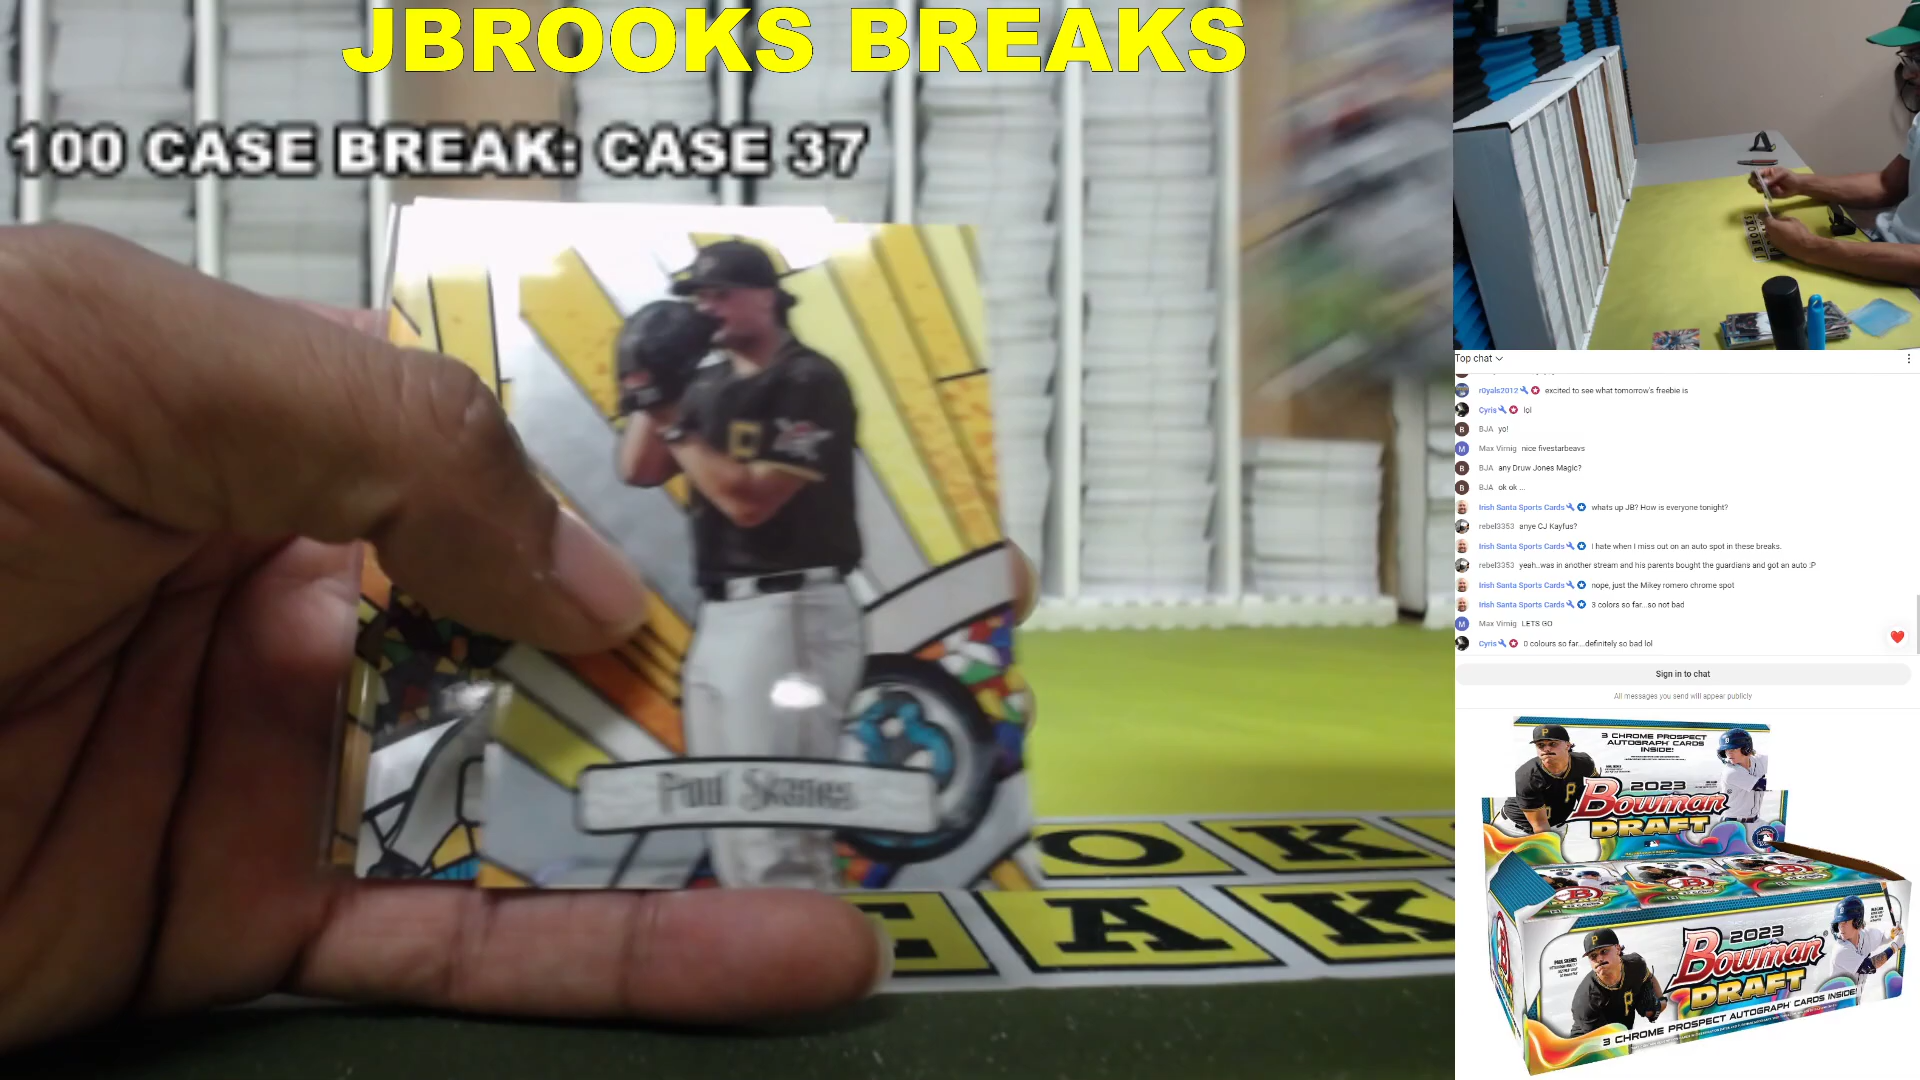 JBROOKS BREAKS
100 CASE BREAK: CASE 37
Paul Skenes
P
O K
E A K
Top chat
r0yals2012 excited to see what tomorrow's freebie is
Cyris lol
B BJA yo!
M Max Virnig nice fivestarbeavs
B BJA any Druw Jones Magic?
B BJA ok ok ...
Irish Santa Sports Cards whats up JB? How is everyone tonight?
rebel3353 anye CJ Kayfus?
Irish Santa Sports Cards I hate when I miss out on an auto spot in these breaks.
rebel3353 yeah..was in another stream and his parents bought the guardians and got an auto :P
Irish Santa Sports Cards nope, just the Mikey romero chrome spot
Irish Santa Sports Cards 3 colors so far...so not bad
M Max Virnig LETS GO
Cyris 0 colours so far....definitely so bad lol
Sign in to chat
All messages you send will appear publicly
3 CHROME PROSPECT
AUTOGRAPH CARDS
INSIDE!
2023
Bowman
DRAFT
2023
Bowman
DRAFT
PAUL SKENES
3 CHROME PROSPECT AUTOGRAPH CARDS INSIDE!